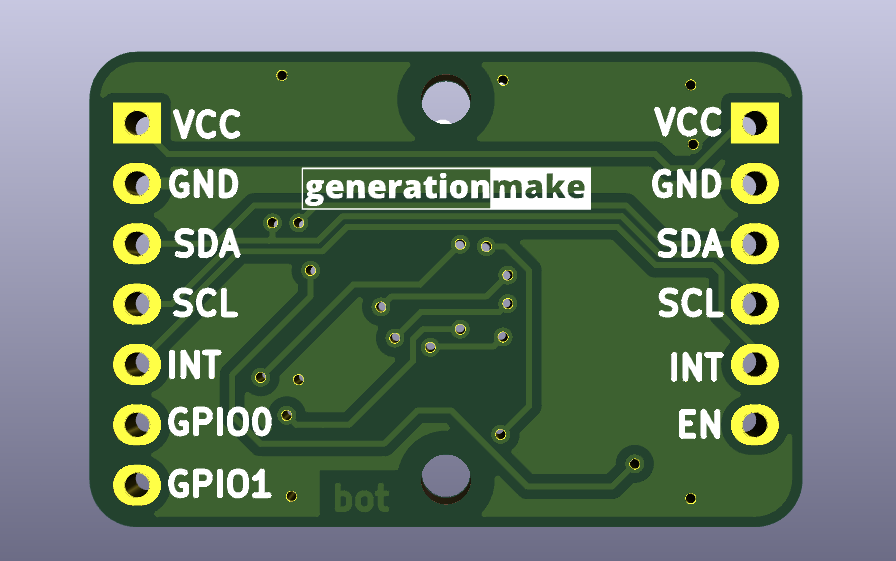 VCC
GND
SDA
SCL
INT
GPIO0
GPIO1
generationmake
bot
VCC
GND
SDA
SCL
INT
EN